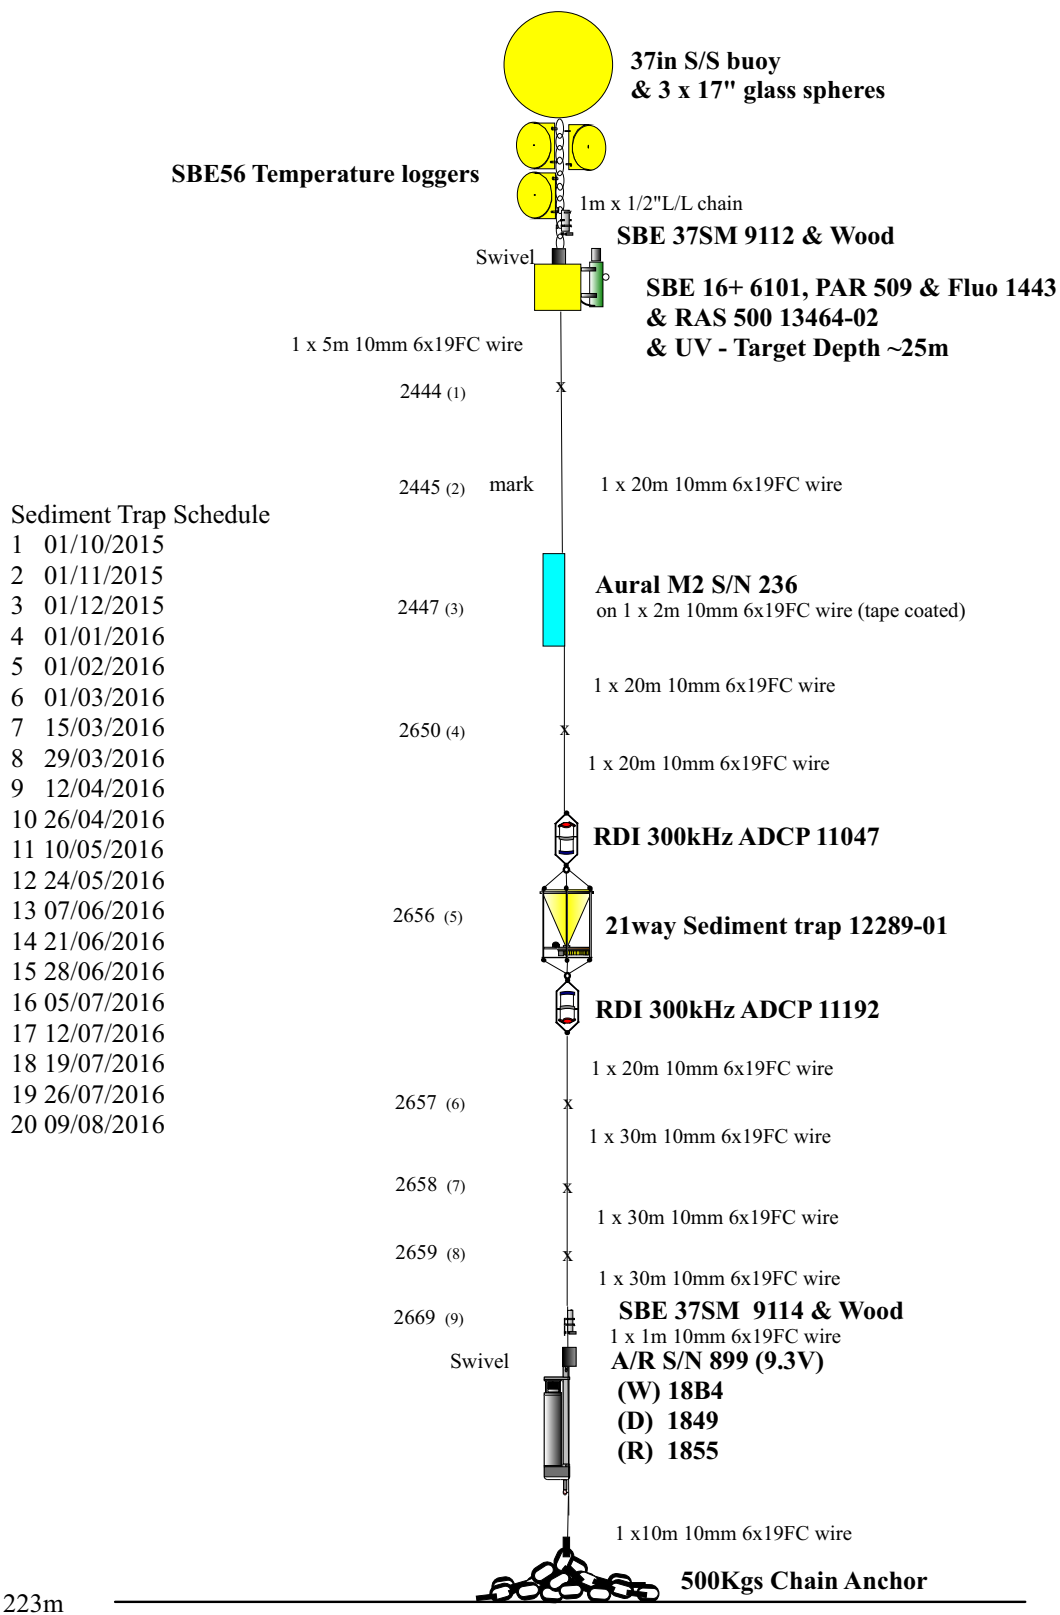 37in S/S buoy
& 3 x 17" glass spheres
SBE56 Temperature loggers
1m x 1/2"L/L chain
SBE 37SM 9112 & Wood
Swivel
SBE 16+ 6101, PAR 509 & Fluo 1443
& RAS 500 13464-02
& UV - Target Depth ~25m
1 x 5m 10mm 6x19FC wire
2444 (1)
x
2445 (2)
mark
1 x 20m 10mm 6x19FC wire
Sediment Trap Schedule
1 01/10/2015
2 01/11/2015
3 01/12/2015
4 01/01/2016
5 01/02/2016
6 01/03/2016
7 15/03/2016
8 29/03/2016
9 12/04/2016
10 26/04/2016
11 10/05/2016
12 24/05/2016
13 07/06/2016
14 21/06/2016
15 28/06/2016
16 05/07/2016
17 12/07/2016
18 19/07/2016
19 26/07/2016
20 09/08/2016
Aural M2 S/N 236
on 1 x 2m 10mm 6x19FC wire (tape coated)
2447 (3)
1 x 20m 10mm 6x19FC wire
2650 (4)
x
1 x 20m 10mm 6x19FC wire
RDI 300kHz ADCP 11047
2656 (5)
21way Sediment trap 12289-01
RDI 300kHz ADCP 11192
1 x 20m 10mm 6x19FC wire
2657 (6)
x
1 x 30m 10mm 6x19FC wire
2658 (7)
x
1 x 30m 10mm 6x19FC wire
2659 (8)
x
1 x 30m 10mm 6x19FC wire
2669 (9)
SBE 37SM 9114 & Wood
1 x 1m 10mm 6x19FC wire
Swivel
A/R S/N 899 (9.3V)
(W) 18B4
(D) 1849
(R) 1855
1 x10m 10mm 6x19FC wire
500Kgs Chain Anchor
223m